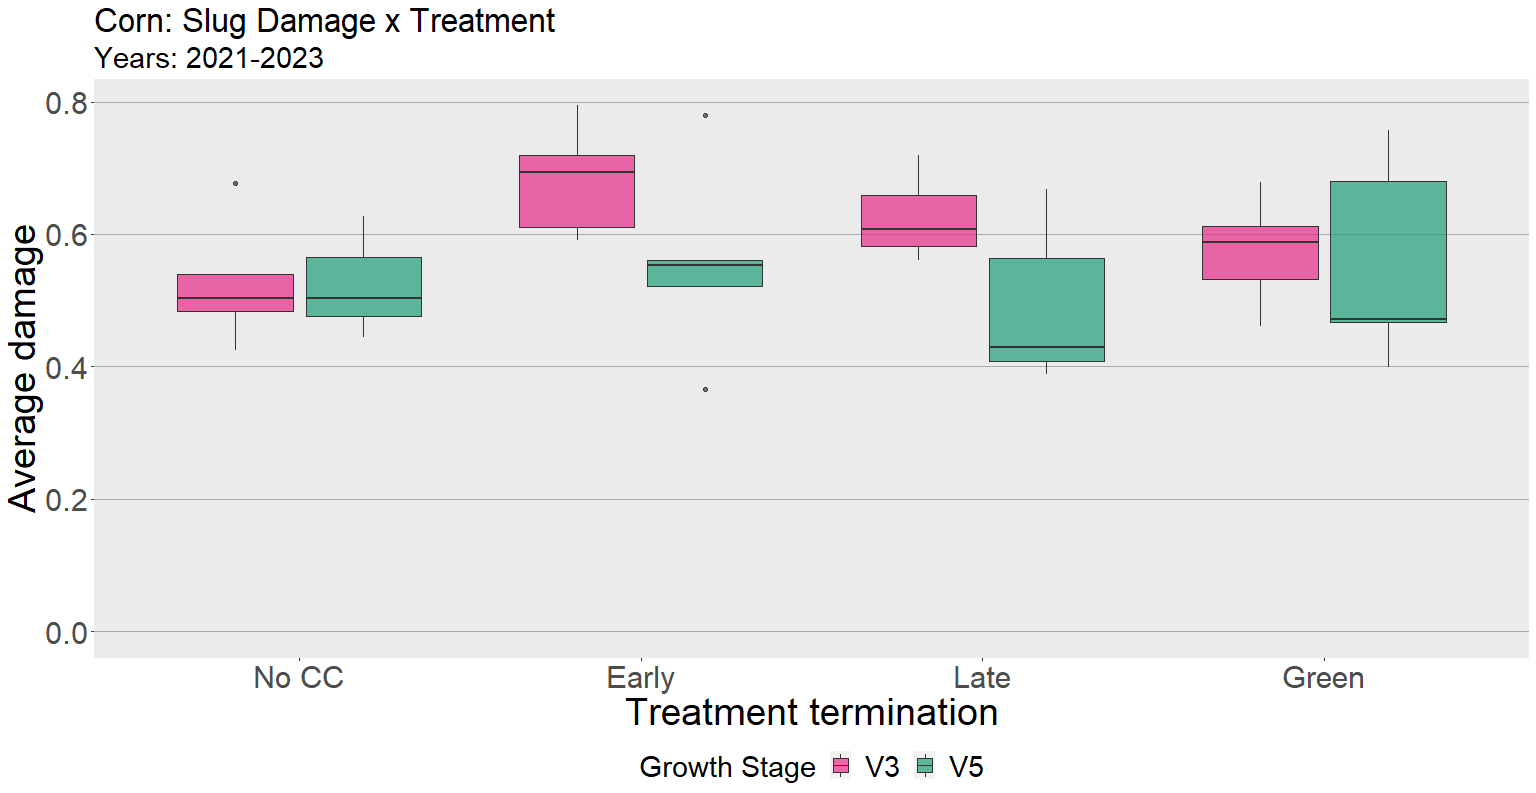 Corn: Slug Damage x Treatment
Years: 2021-2023
Average damage
0.8
0.6
0.4
0.2
0.0
No CC Early Late Green
Treatment termination
Growth Stage V3 V5